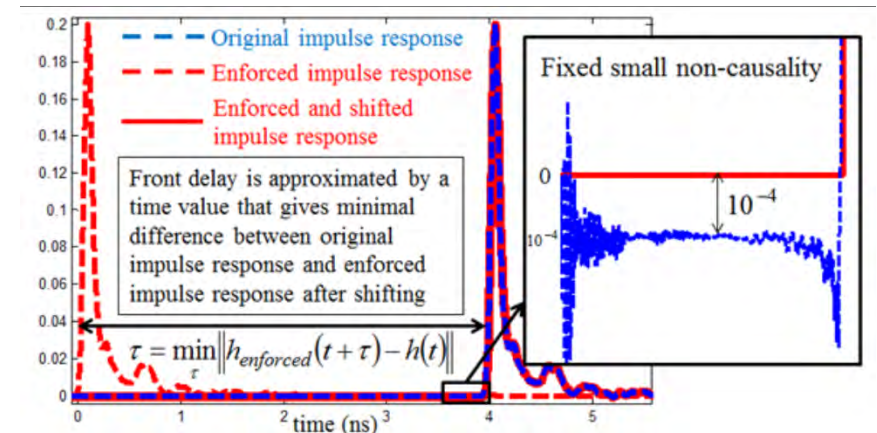 0.2
0.18
0.16
0.14
0.12
0.1
0.08
0.06
0.04
0.02
0
Original impulse response
Enforced impulse response
Enforced and shifted
impulse response
Front delay is approximated by a
time value that gives minimal
difference between original
impulse response and enforced
impulse response after shifting
τ = min_τ ||h_enforced(t + τ) − h(t)||
Fixed small non-causality
0
10⁻⁴
10⁻⁴
0 1 2 3 4 5
time (ns)